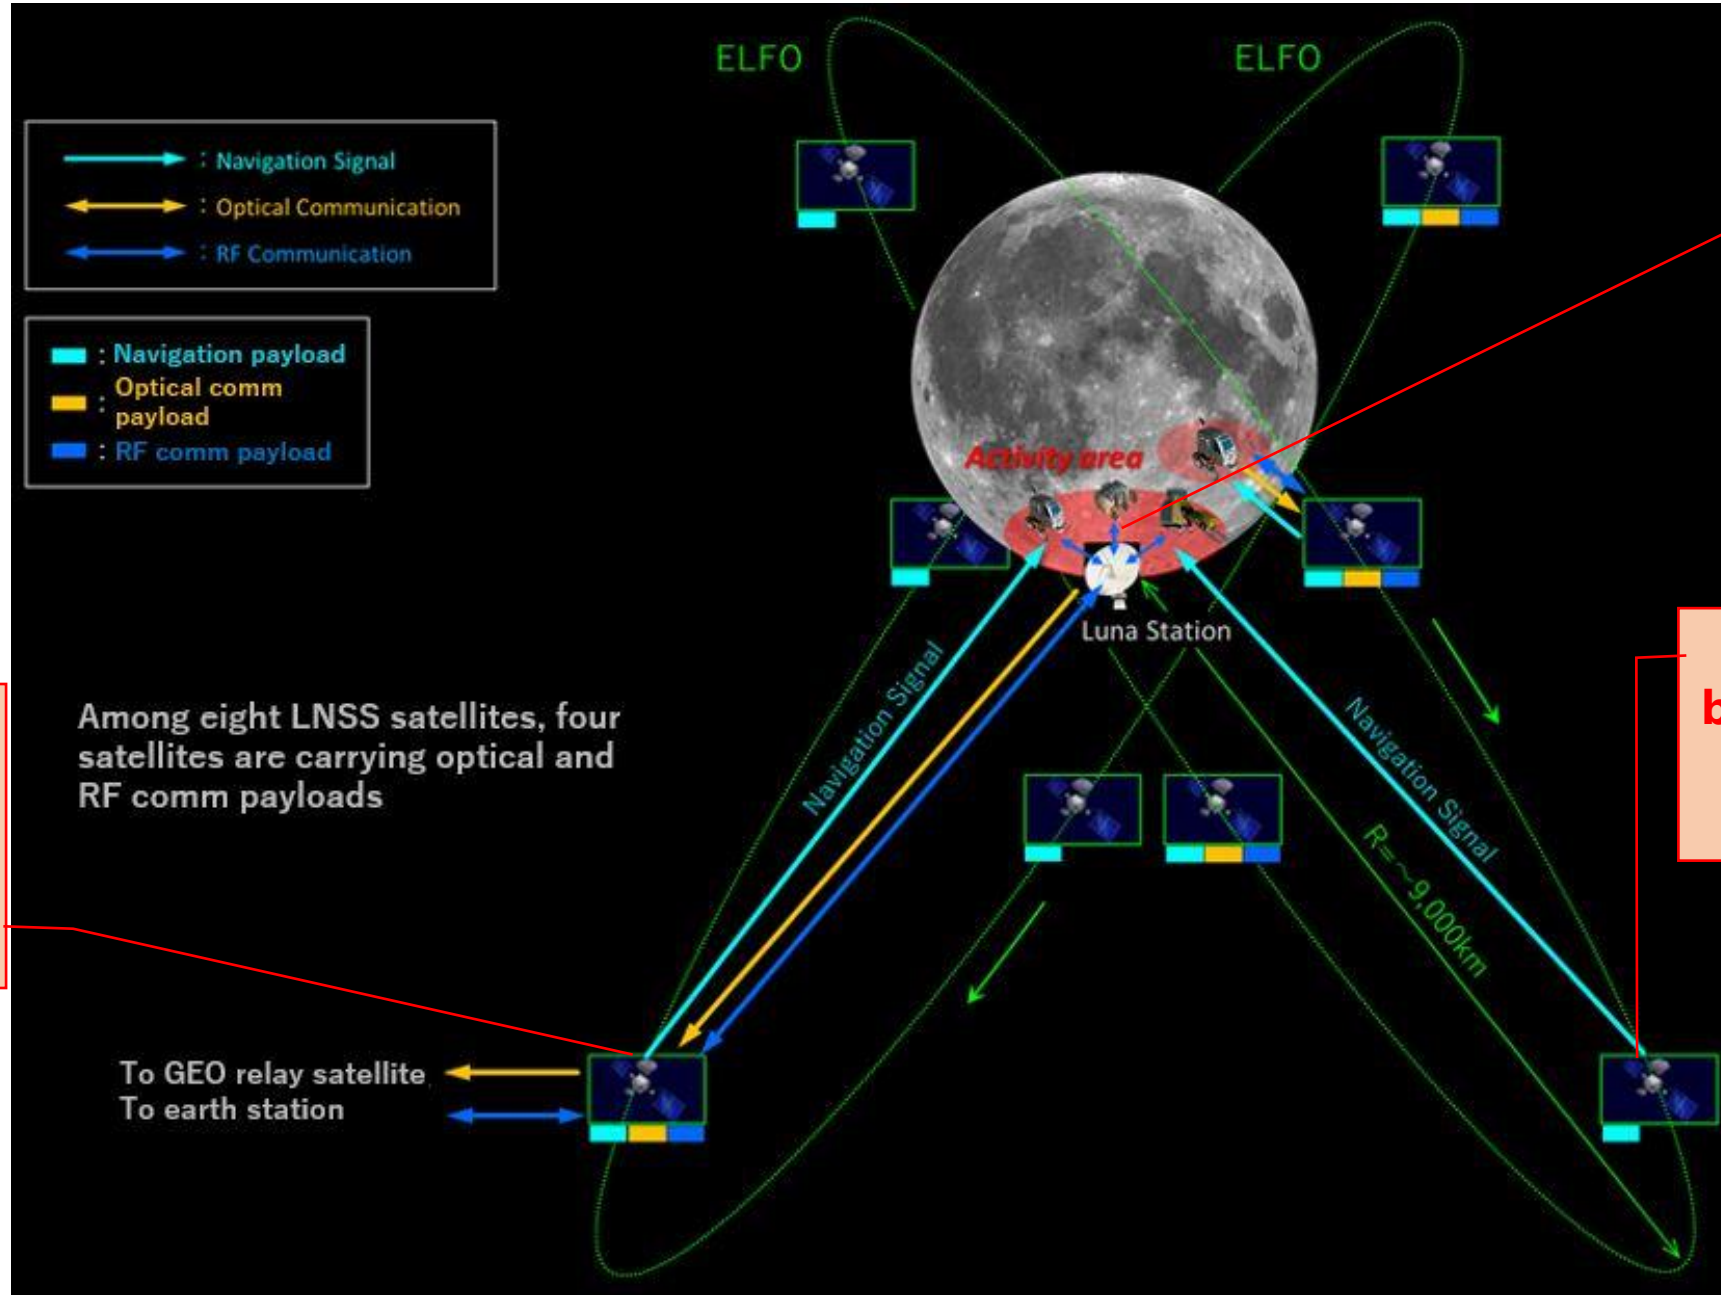 ELFO
ELFO
: Navigation Signal
: Optical Communication
: RF Communication
: Navigation payload
: Optical comm
payload
: RF comm payload
Activity area
Luna Station
Navigation Signal
Navigation Signal
R=~9,000km
Among eight LNSS satellites, four
satellites are carrying optical and
RF comm payloads
b
To GEO relay satellite
To earth station